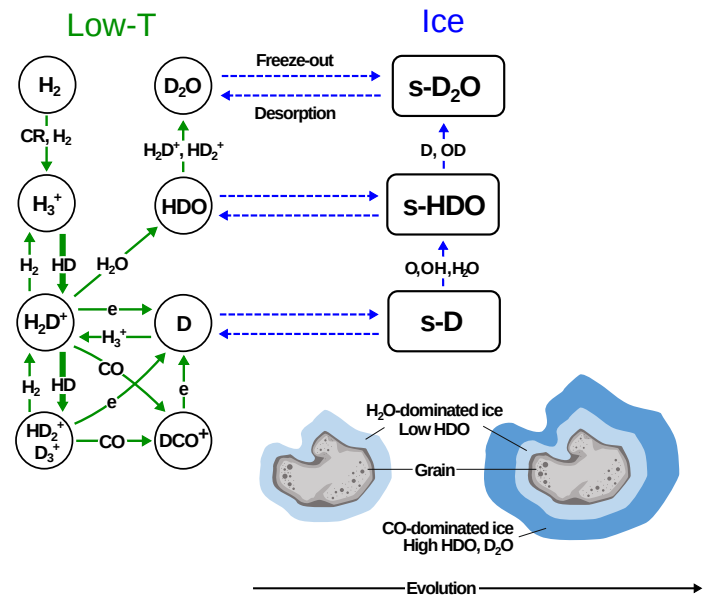 Low-T
Ice
H₂
D₂O
Freeze-out
Desorption
s-D₂O
CR, H₂
H₂D⁺, HD₂⁺
D, OD
H₃⁺
HDO
s-HDO
H₂
HD
H₂O
O,OH,H₂O
H₂D⁺
e
H₃⁺
D
s-D
H₂
HD
CO
e
e
HD₂⁺
D₃⁺
CO
DCO⁺
H₂O-dominated ice
Low HDO
Grain
CO-dominated ice
High HDO, D₂O
Evolution